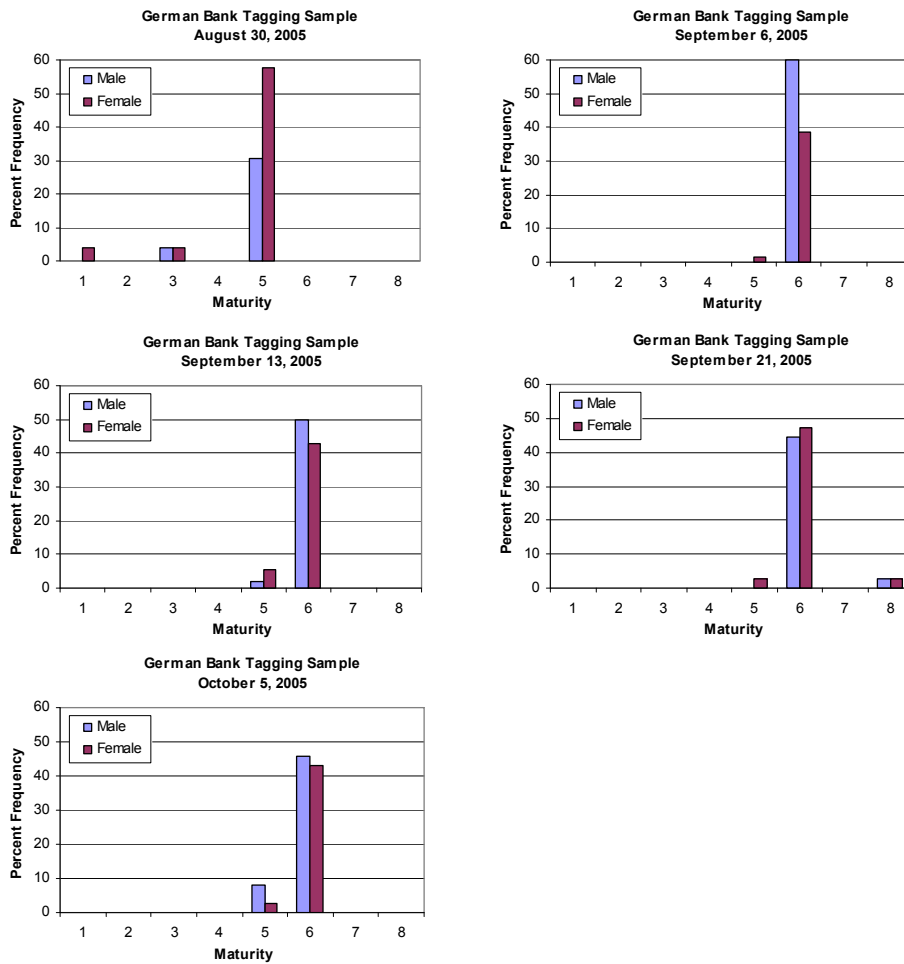 German Bank Tagging Sample
August 30, 2005
Male
Female
Percent Frequency
60
50
40
30
20
10
0
1 2 3 4 5 6 7 8
Maturity
German Bank Tagging Sample
September 6, 2005
Male
Female
Percent Frequency
60
50
40
30
20
10
0
1 2 3 4 5 6 7 8
Maturity
German Bank Tagging Sample
September 13, 2005
Male
Female
Percent Frequency
60
50
40
30
20
10
0
1 2 3 4 5 6 7 8
Maturity
German Bank Tagging Sample
September 21, 2005
Male
Female
Percent Frequency
60
50
40
30
20
10
0
1 2 3 4 5 6 7 8
Maturity
German Bank Tagging Sample
October 5, 2005
Male
Female
Percent Frequency
60
50
40
30
20
10
0
1 2 3 4 5 6 7 8
Maturity